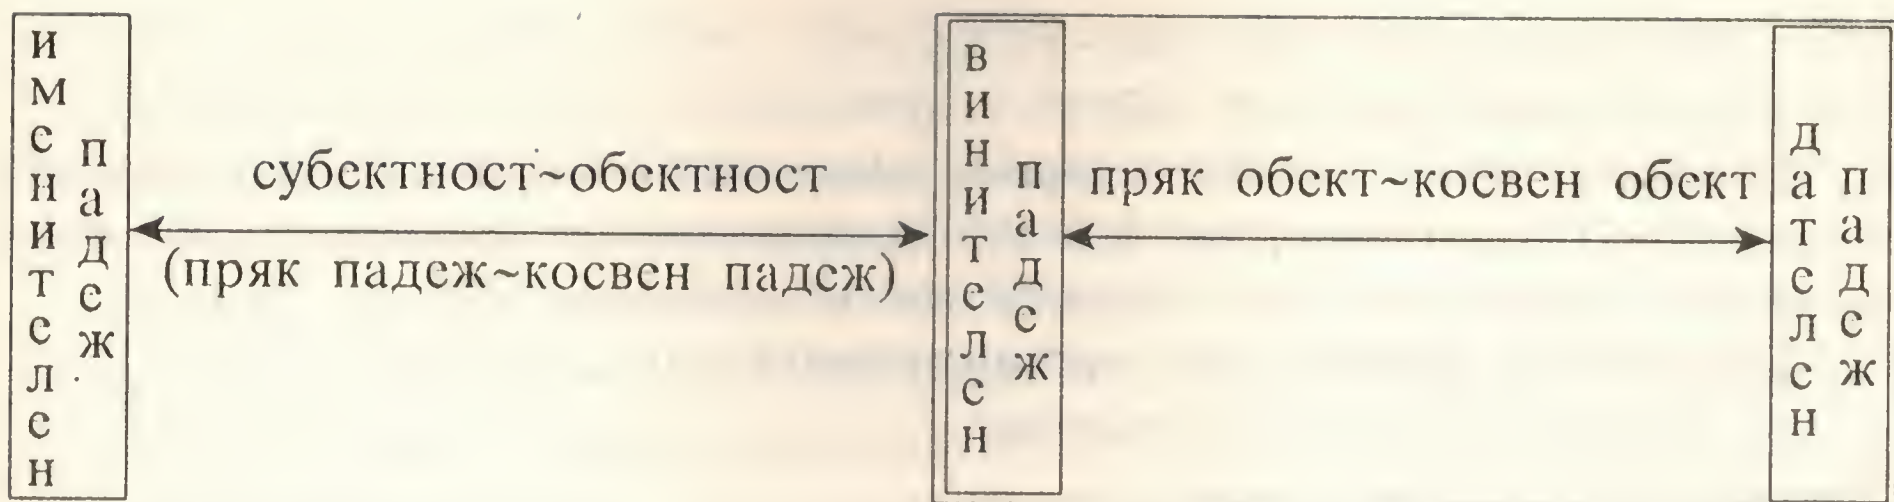 именителен
падеж
субектност~обектност
(пряк падеж~косвен падеж)
винителен
падеж
пряк обект~косвен обект
дателен
падеж